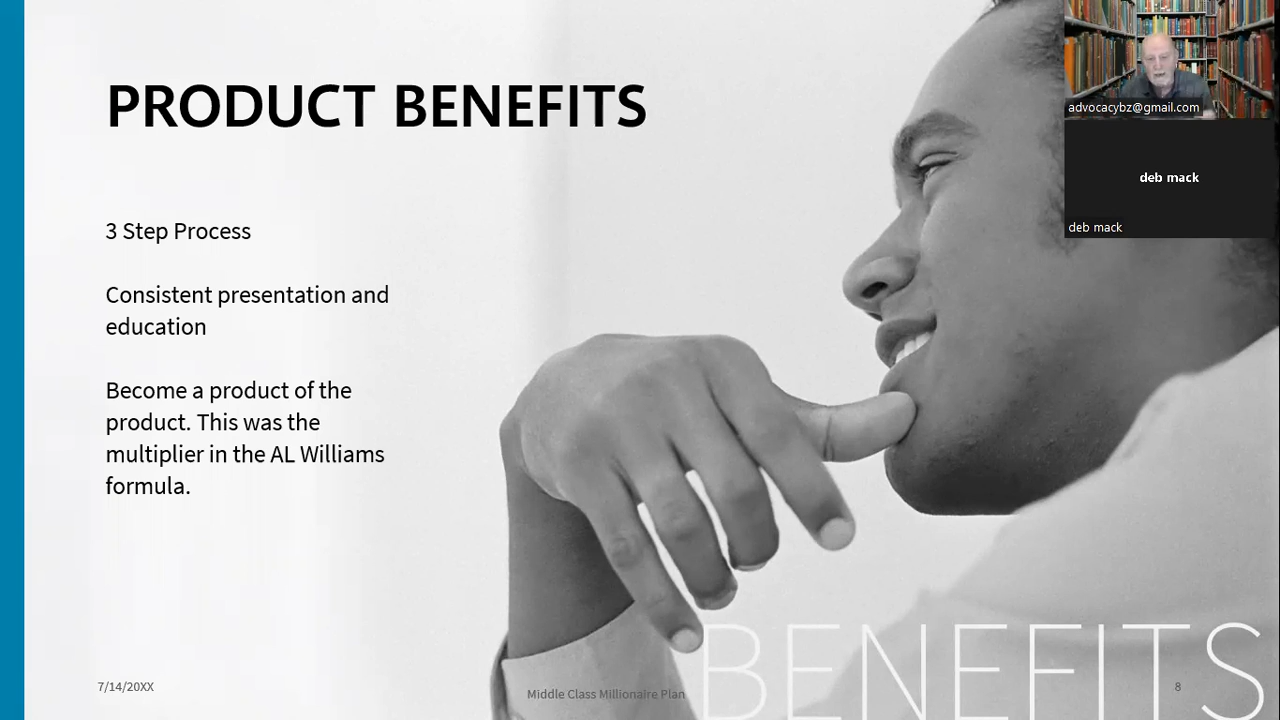 PRODUCT BENEFITS
3 Step Process
Consistent presentation and
education
Become a product of the
product. This was the
multiplier in the AL Williams
formula.
advocacybz@gmail.com
deb mack
deb mack
BENEFITS
7/14/20XX
Middle Class Millionaire Plan
8